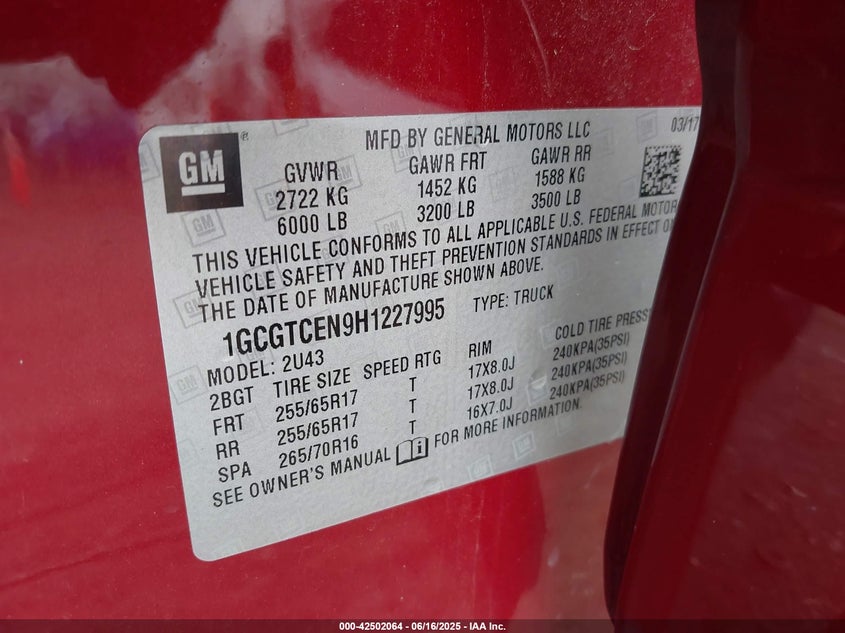 GM
®
MFD BY GENERAL MOTORS LLC
03/17
GVWR GAWR FRT GAWR RR
2722 KG 1452 KG 1588 KG
6000 LB 3200 LB 3500 LB
THIS VEHICLE CONFORMS TO ALL APPLICABLE U.S. FEDERAL MOTOR
VEHICLE SAFETY AND THEFT PREVENTION STANDARDS IN EFFECT ON
THE DATE OF MANUFACTURE SHOWN ABOVE.
1GCGTCEN9H1227995 TYPE: TRUCK
MODEL: 2U43
2BGT TIRE SIZE SPEED RTG RIM COLD TIRE PRESS
FRT 255/65R17 T 17X8.0J 240KPA(35PSI)
RR 255/65R17 T 17X8.0J 240KPA(35PSI)
SPA 265/70R16 T 16X7.0J 240KPA(35PSI)
SEE OWNER'S MANUAL FOR MORE INFORMATION.
000-42502064 - 06/16/2025 - IAA Inc.